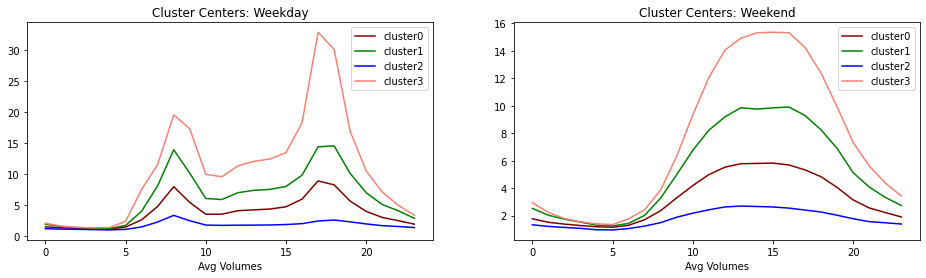 Cluster Centers: Weekday
30
25
20
15
10
5
0
0
5
10
15
20
Avg Volumes
cluster0
cluster1
cluster2
cluster3
Cluster Centers: Weekend
16
14
12
10
8
6
4
2
0
5
10
15
20
Avg Volumes
cluster0
cluster1
cluster2
cluster3